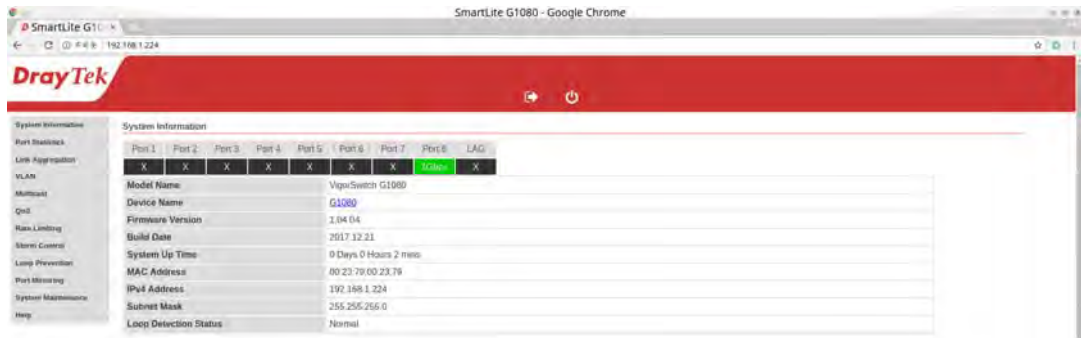 SmartLite G1080 - Google Chrome
SmartLite G10
192.168.1.224
DrayTek
System Information
Port Statistics
Link Aggregation
VLAN
Multicast
QoS
Rate Limiting
Storm Control
Loop Prevention
Port Mirroring
System Maintenance
Help
System Information
Port 1 Port 2 Port 3 Port 4 Port 5 Port 6 Port 7 Port 8 LAG
X X X X X X X 1Gbps X
Model Name VigorSwitch G1080
Device Name G1080
Firmware Version 1.04.04
Build Date 2017.12.21
System Up Time 0 Days 0 Hours 2 mins
MAC Address 00:23:79:00:23:79
IPv4 Address 192.168.1.224
Subnet Mask 255.255.255.0
Loop Detection Status Normal